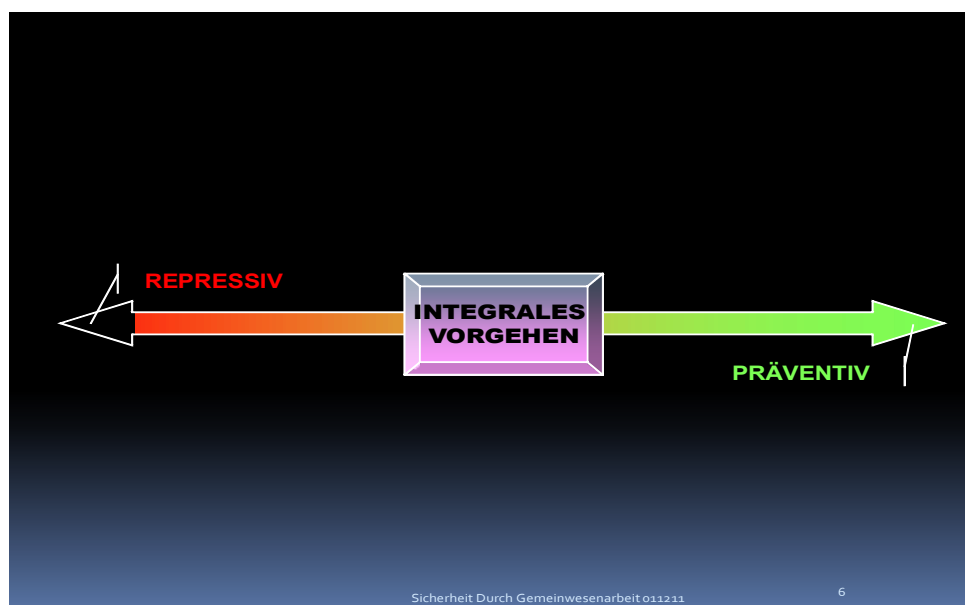 REPRESSIV
INTEGRALES
VORGEHEN
PRÄVENTIV
Sicherheit Durch Gemeinwesenarbeit 011211
6